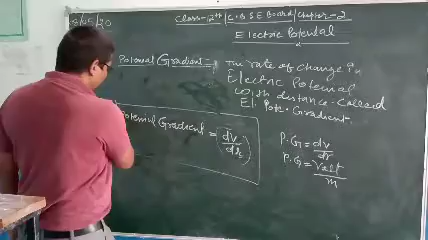 Class-12th/C.B.S.E Board/Chapter-2
Electric Potential
Potential Gradient =: The rate of change in
Electric Potential
with distance. Called
El. Pote. Gradient.
Potential Gradient = dv/dr
P.G = dv/dr
P.G = Volt/m